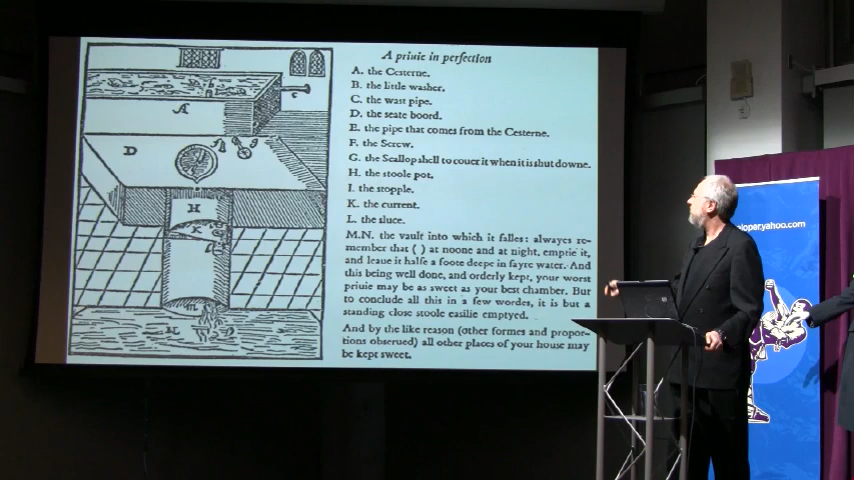 A priuie in perfection
A. the Cesterne.
B. the little washer.
C. the wast pipe.
D. the seate boord.
E. the pipe that comes from the Cesterne.
F. the Screw.
G. the Scallop shell to couer it when it is shut downe.
H. the stoole pot.
I. the stopple.
K. the current.
L. the sluce.
M.N. the vault into which it falles: alwayes re-
member that ( ) at noone and at night, emptie it,
and leaue it halfe a foote deepe in fayre water. And
this being well done, and orderly kept, your worst
priuie may be as sweet as your best chamber. But
to conclude all this in a few wordes, it is but a
standing close stoole easilie emptyed.
And by the like reason (other formes and propor-
tions obserued) all other places of your house may
be kept sweet.
A
C
D
H
K
oper.yahoo.com